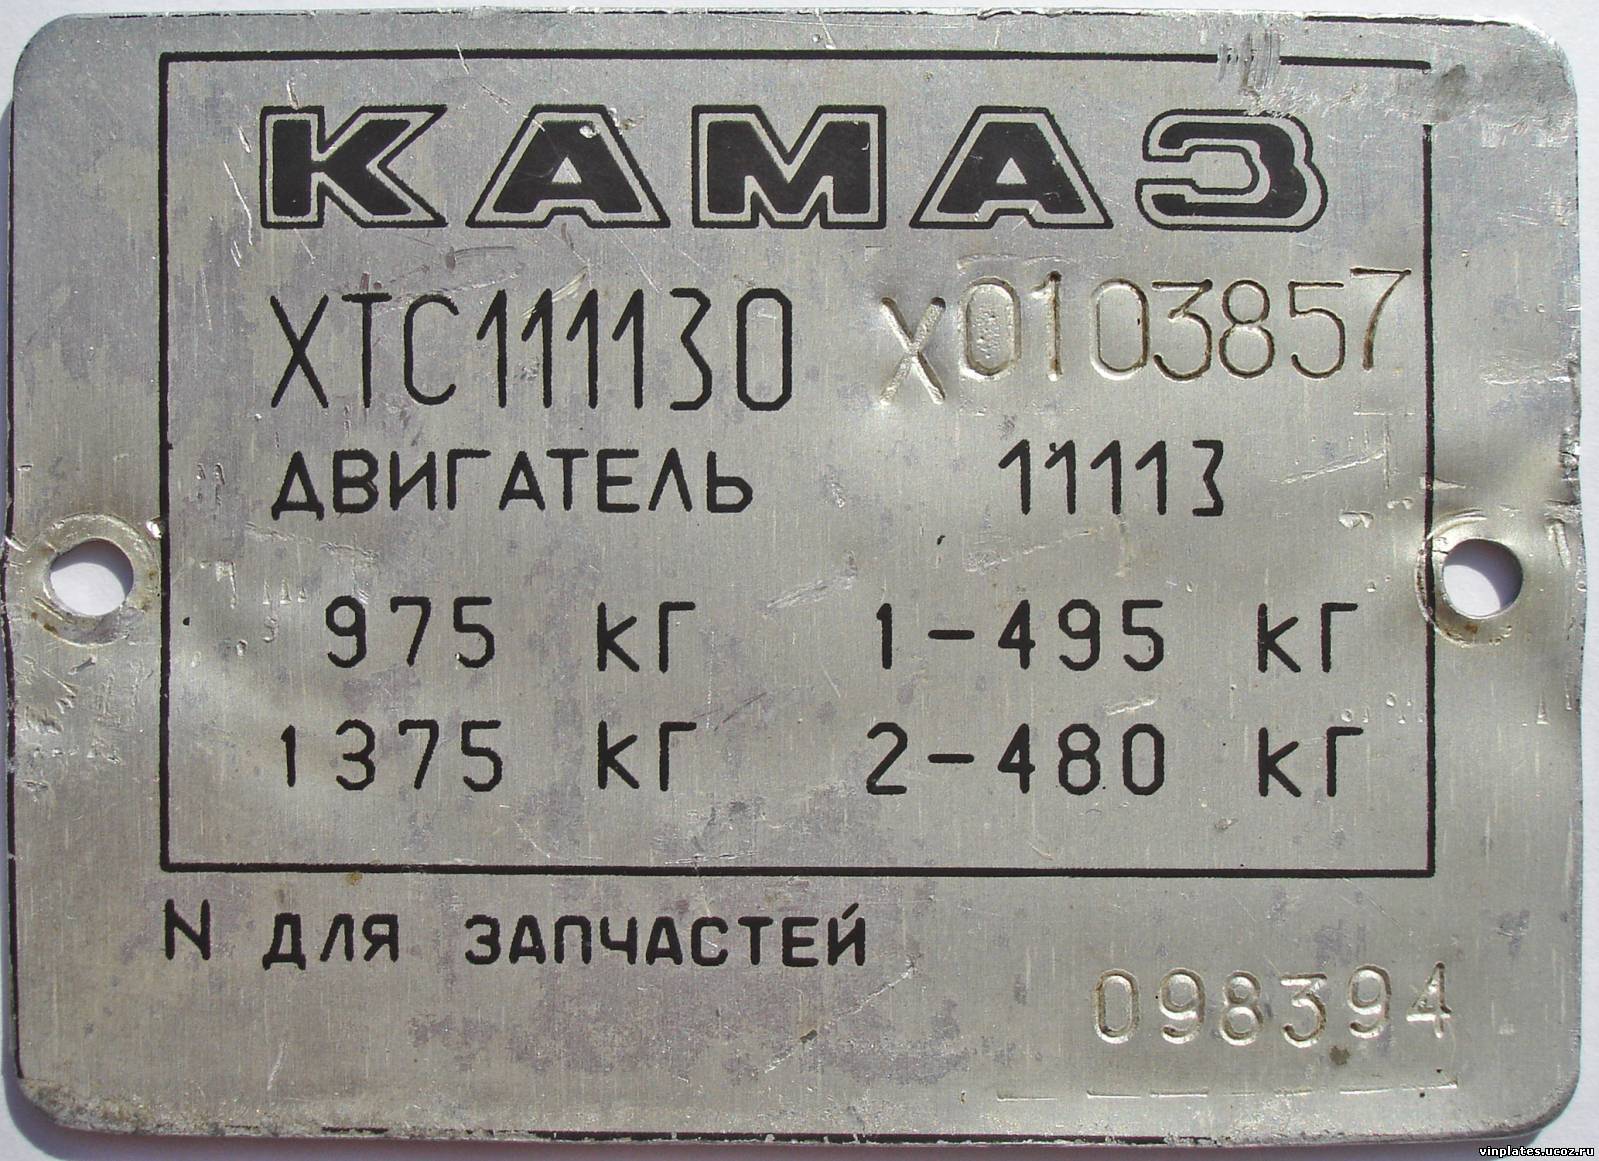 КАМАЗ
ХТС111130 Х0103857
ДВИГАТЕЛЬ 11113
975 кГ 1-495 кГ
1375 кГ 2-480 кГ
N ДЛЯ ЗАПЧАСТЕЙ
098394
vinplates.ucoz.ru